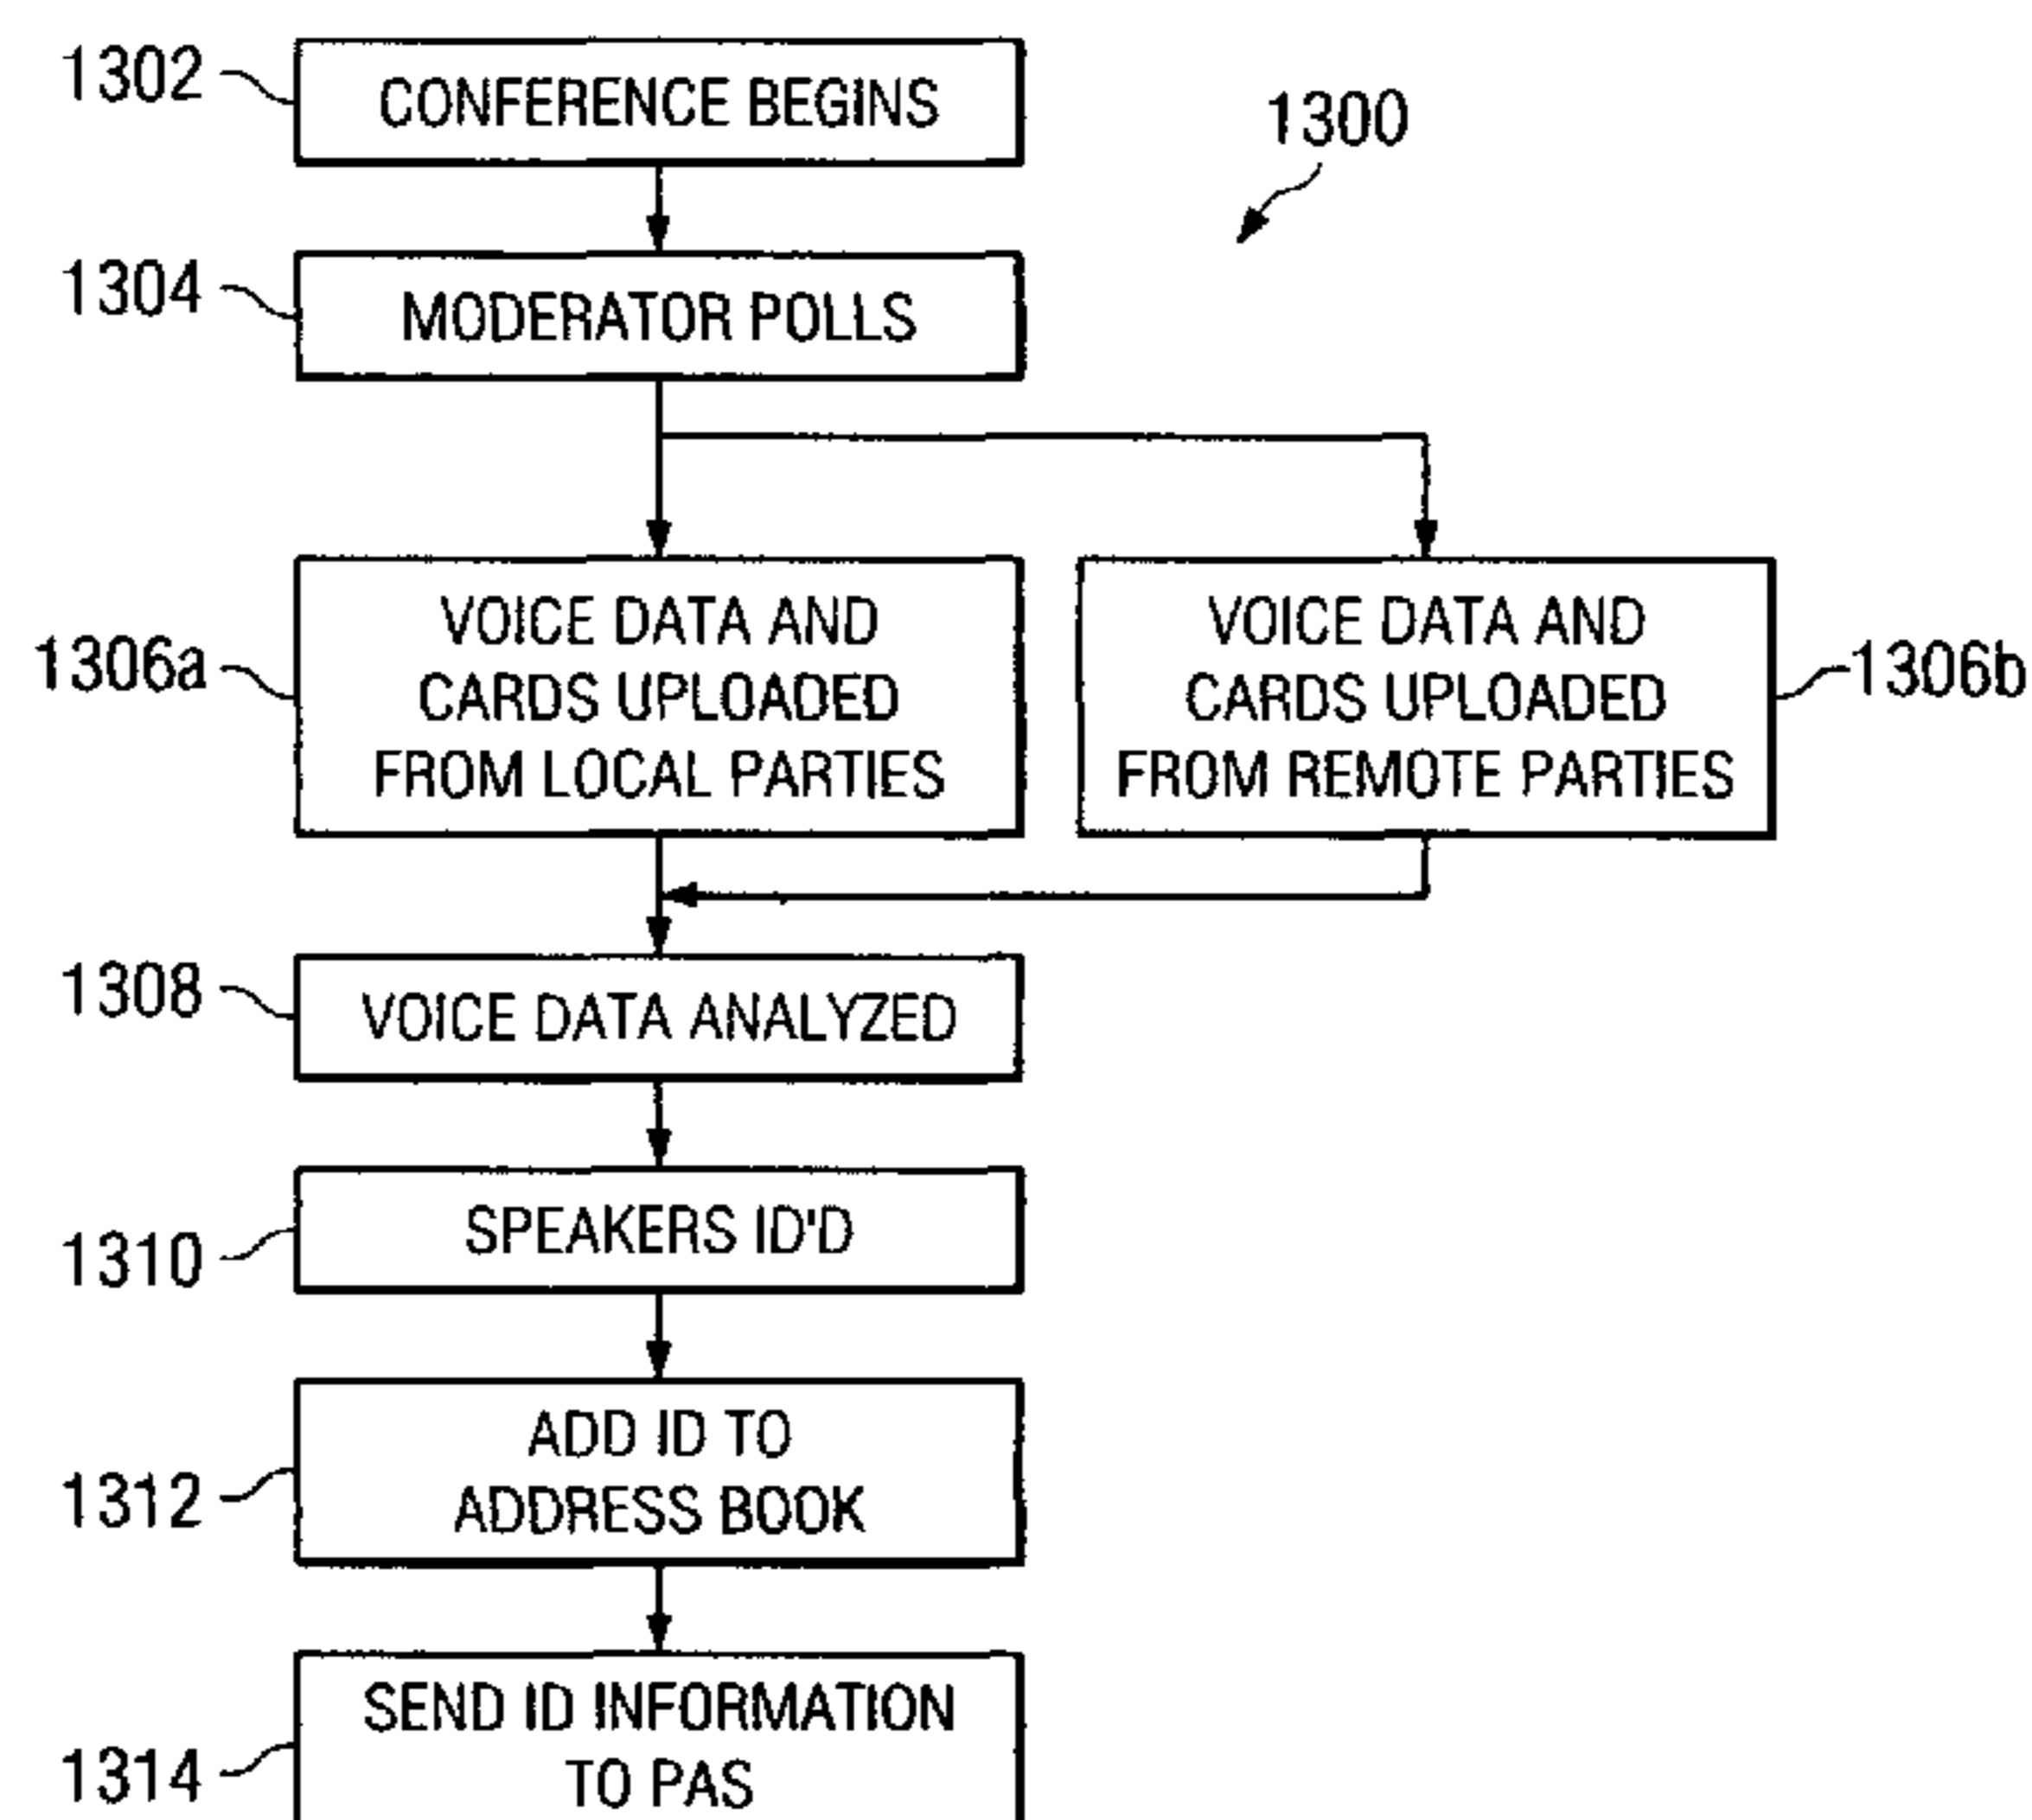 1302
CONFERENCE BEGINS
1300
1304
MODERATOR POLLS
1306a
VOICE DATA AND
CARDS UPLOADED
FROM LOCAL PARTIES
VOICE DATA AND
CARDS UPLOADED
FROM REMOTE PARTIES
1306b
1308
VOICE DATA ANALYZED
1310
SPEAKERS ID'D
1312
ADD ID TO
ADDRESS BOOK
1314
SEND ID INFORMATION
TO PAS